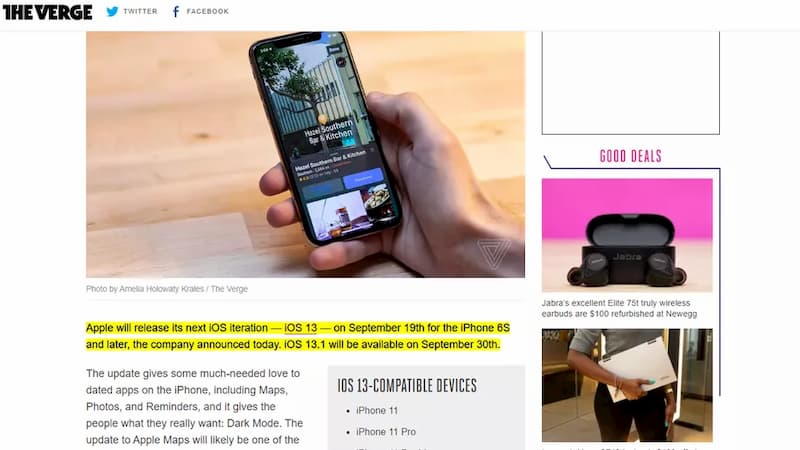 THE VERGE
TWITTER
FACEBOOK
Hazel Southern
Bar & Kitchen
Hazel Southern Bar & Kitchen
Photo by Amelia Holowaty Krales / The Verge
Apple will release its next iOS iteration — iOS 13 — on September 19th for the iPhone 6S
and later, the company announced today. iOS 13.1 will be available on September 30th.
The update gives some much-needed love to
dated apps on the iPhone, including Maps,
Photos, and Reminders, and it gives the
people what they really want: Dark Mode. The
update to Apple Maps will likely be one of the
IOS 13-COMPATIBLE DEVICES
• iPhone 11
• iPhone 11 Pro
GOOD DEALS
Jabra
Jabra's excellent Elite 75t truly wireless
earbuds are $100 refurbished at Newegg